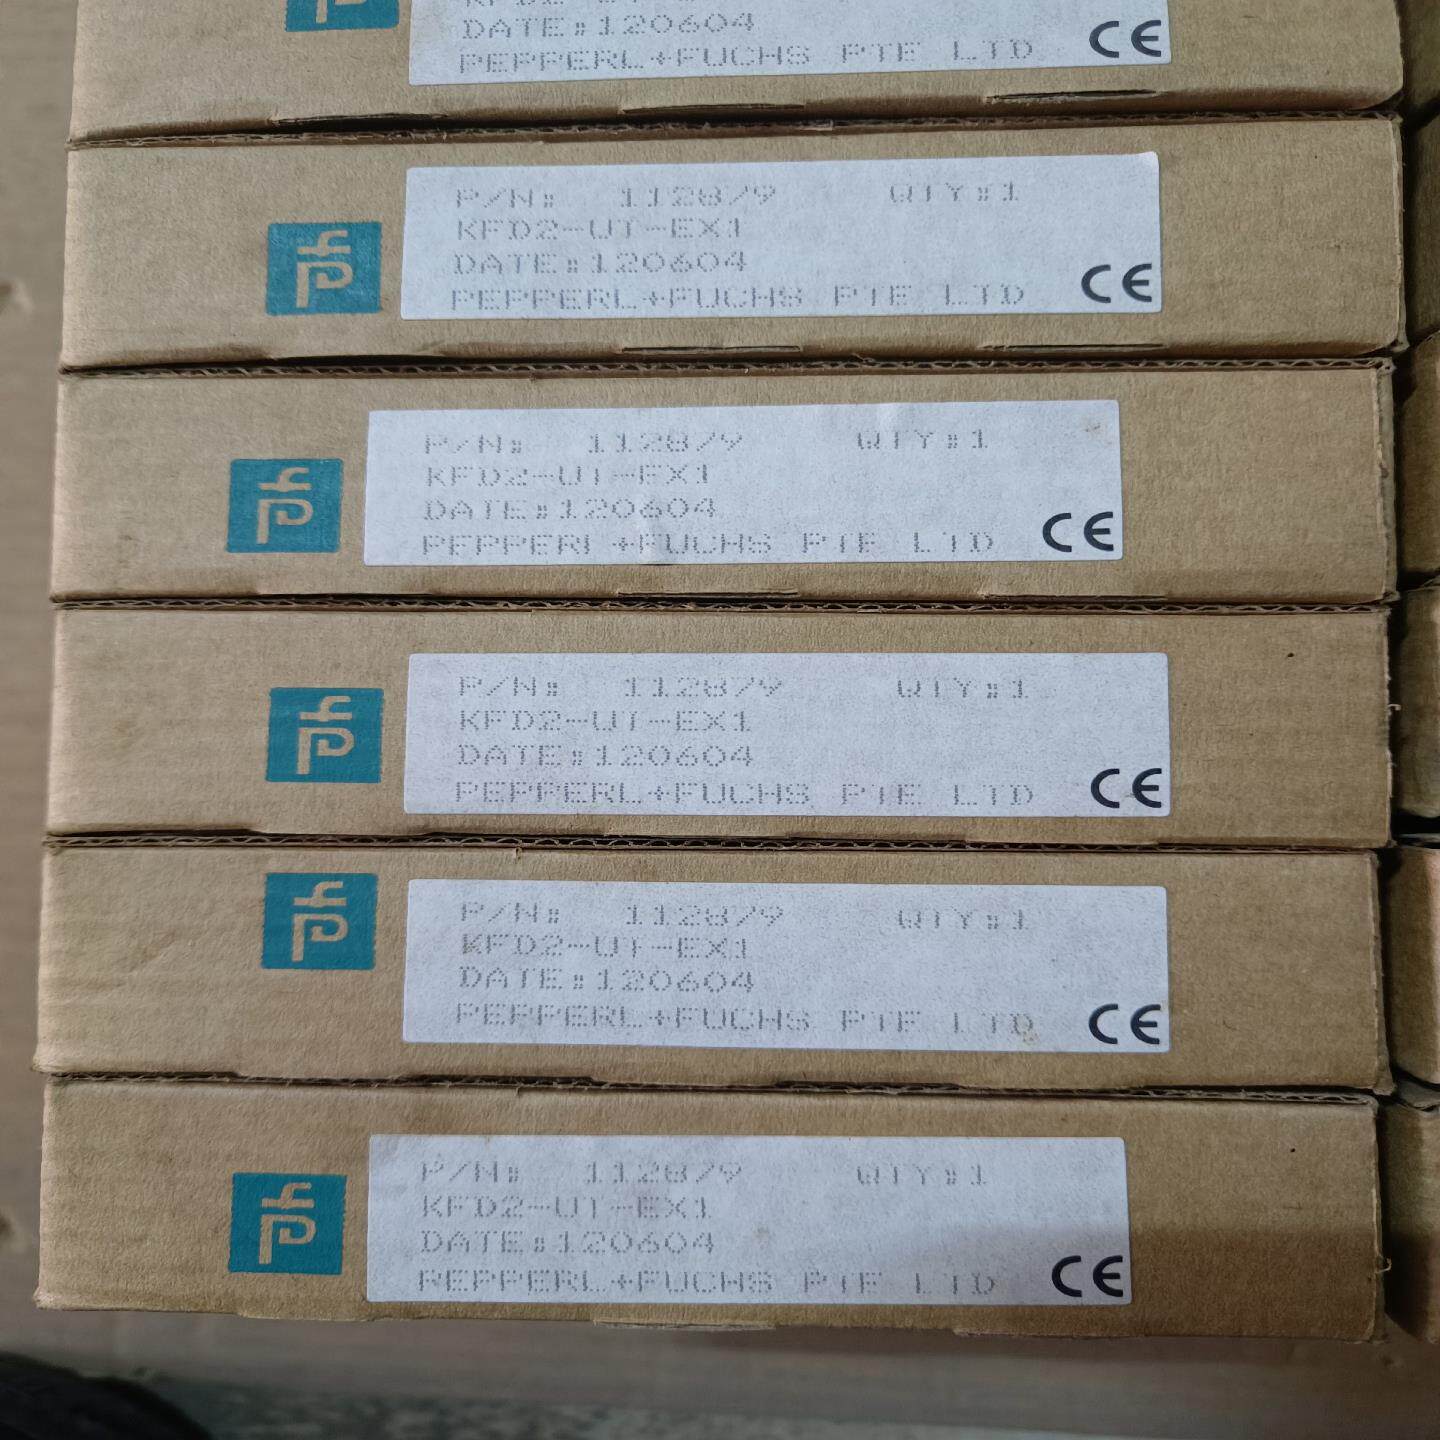 DATE:120604
PEPPERL+FUCHS PTE LTD
CE
P/N: 112879 QTY:1
KFD2-UT-EX1
DATE:120604
PEPPERL+FUCHS PTE LTD
CE
P/N: 112879 QTY:1
KFD2-UT-EX1
DATE:120604
PEPPERL+FUCHS PTE LTD
CE
P/N: 112879 QTY:1
KFD2-UT-EX1
DATE:120604
PEPPERL+FUCHS PTE LTD
CE
P/N: 112879 QTY:1
KFD2-UT-EX1
DATE:120604
PEPPERL+FUCHS PTE LTD
CE
P/N: 112879 QTY:1
KFD2-UT-EX1
DATE:120604
PEPPERL+FUCHS PTE LTD
CE